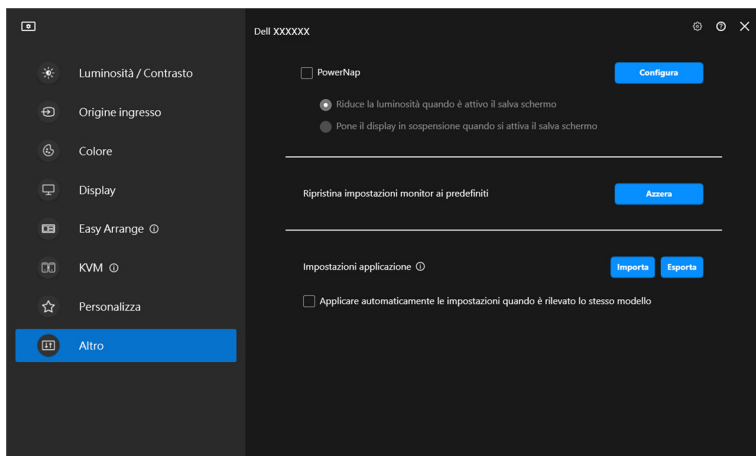 Dell XXXXXX
Luminosità / Contrasto
Origine ingresso
Colore
Display
Easy Arrange
KVM
Personalizza
Altro
PowerNap
Configura
Riduce la luminosità quando è attivo il salva schermo
Pone il display in sospensione quando si attiva il salva schermo
Ripristina impostazioni monitor ai predefiniti
Azzera
Impostazioni applicazione
Importa
Esporta
Applicare automaticamente le impostazioni quando è rilevato lo stesso modello